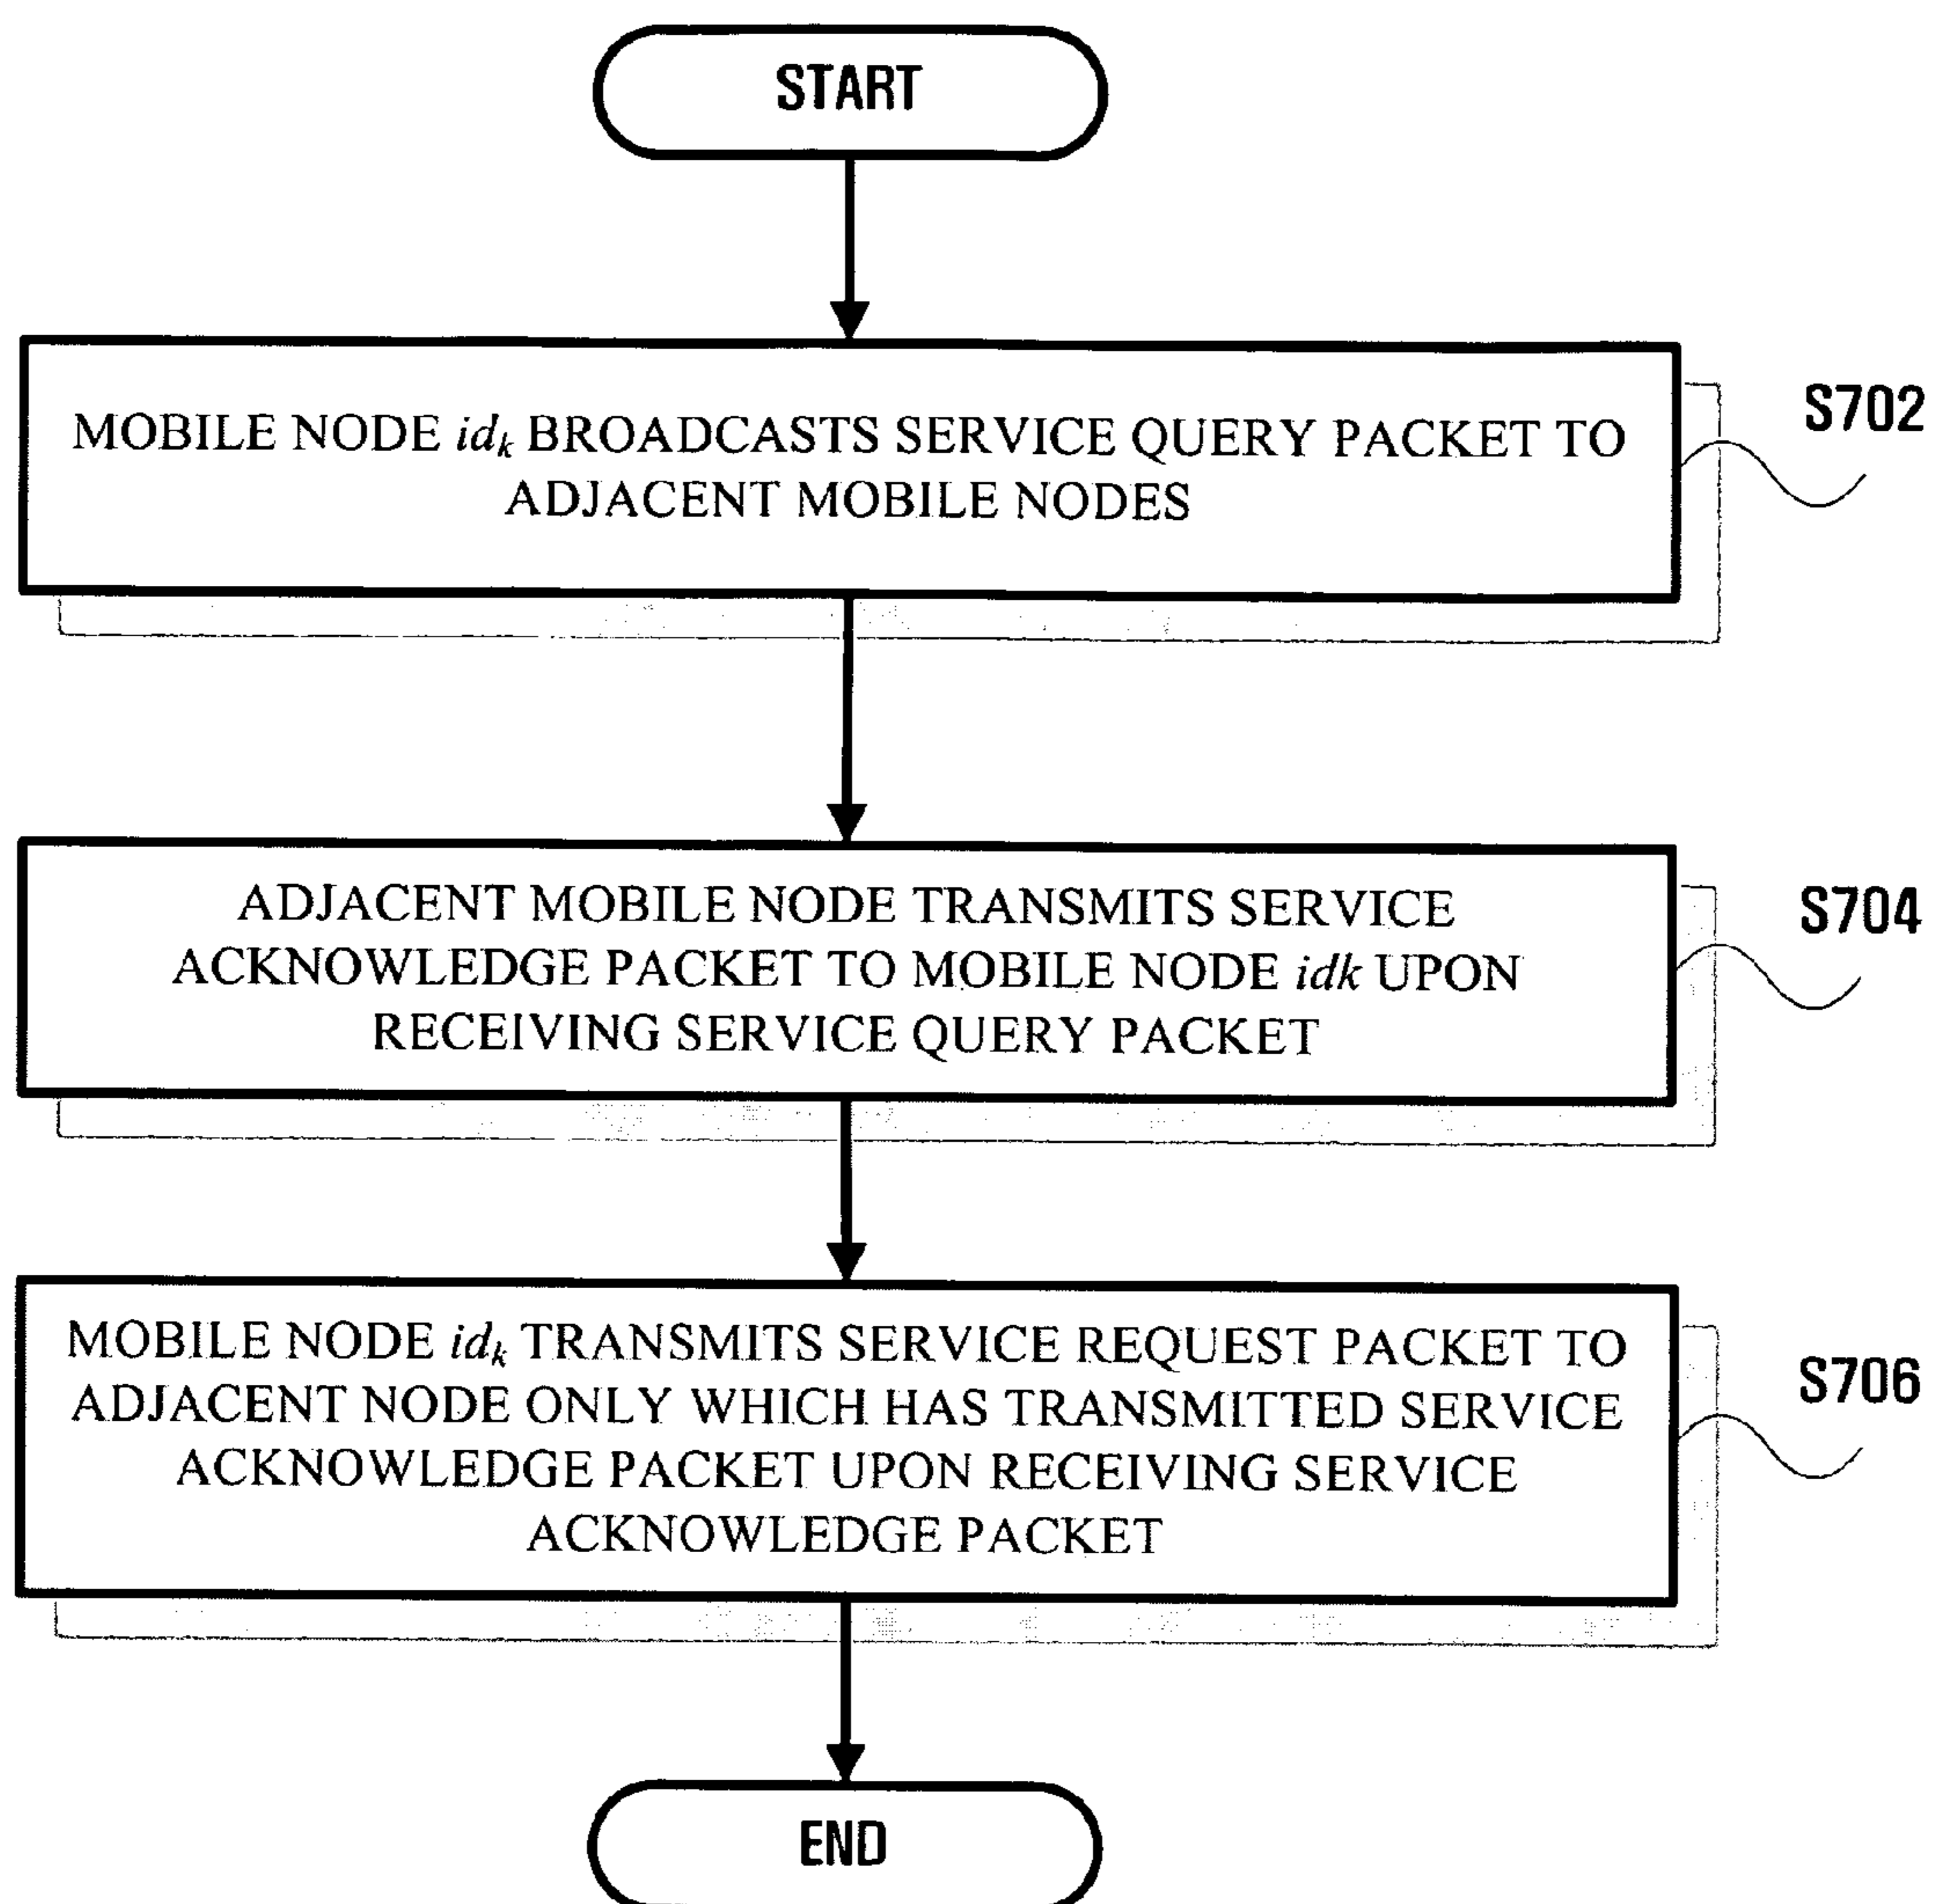 START
MOBILE NODE idₖ BROADCASTS SERVICE QUERY PACKET TO
ADJACENT MOBILE NODES
S702
ADJACENT MOBILE NODE TRANSMITS SERVICE
ACKNOWLEDGE PACKET TO MOBILE NODE idk UPON
RECEIVING SERVICE QUERY PACKET
S704
MOBILE NODE idₖ TRANSMITS SERVICE REQUEST PACKET TO
ADJACENT NODE ONLY WHICH HAS TRANSMITTED SERVICE
ACKNOWLEDGE PACKET UPON RECEIVING SERVICE
ACKNOWLEDGE PACKET
S706
END